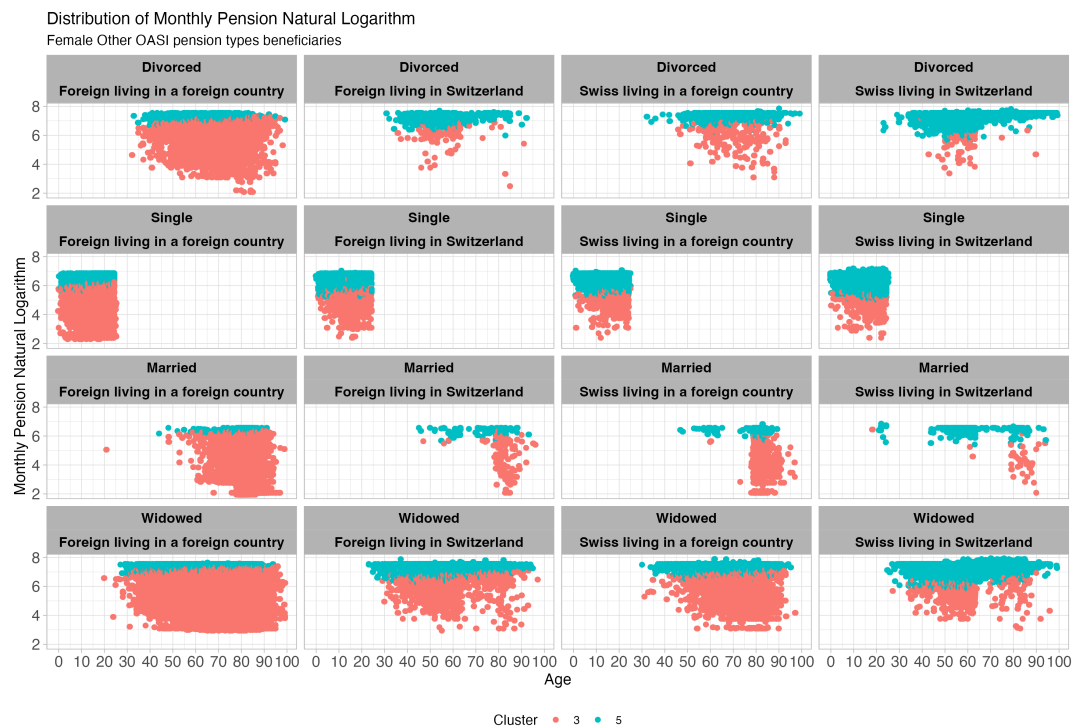 Distribution of Monthly Pension Natural Logarithm
Female Other OASI pension types beneficiaries
Divorced Divorced Divorced Divorced
Foreign living in a foreign country Foreign living in Switzerland Swiss living in a foreign country Swiss living in Switzerland
8
6
4
2
Single Single Single Single
Foreign living in a foreign country Foreign living in Switzerland Swiss living in a foreign country Swiss living in Switzerland
8
6
4
2
Married Married Married Married
Foreign living in a foreign country Foreign living in Switzerland Swiss living in a foreign country Swiss living in Switzerland
8
6
4
2
Widowed Widowed Widowed Widowed
Foreign living in a foreign country Foreign living in Switzerland Swiss living in a foreign country Swiss living in Switzerland
8
6
4
2
Monthly Pension Natural Logarithm
0 10 20 30 40 50 60 70 80 90 100 0 10 20 30 40 50 60 70 80 90 100 0 10 20 30 40 50 60 70 80 90 100 0 10 20 30 40 50 60 70 80 90 100
Age
Cluster 3 5